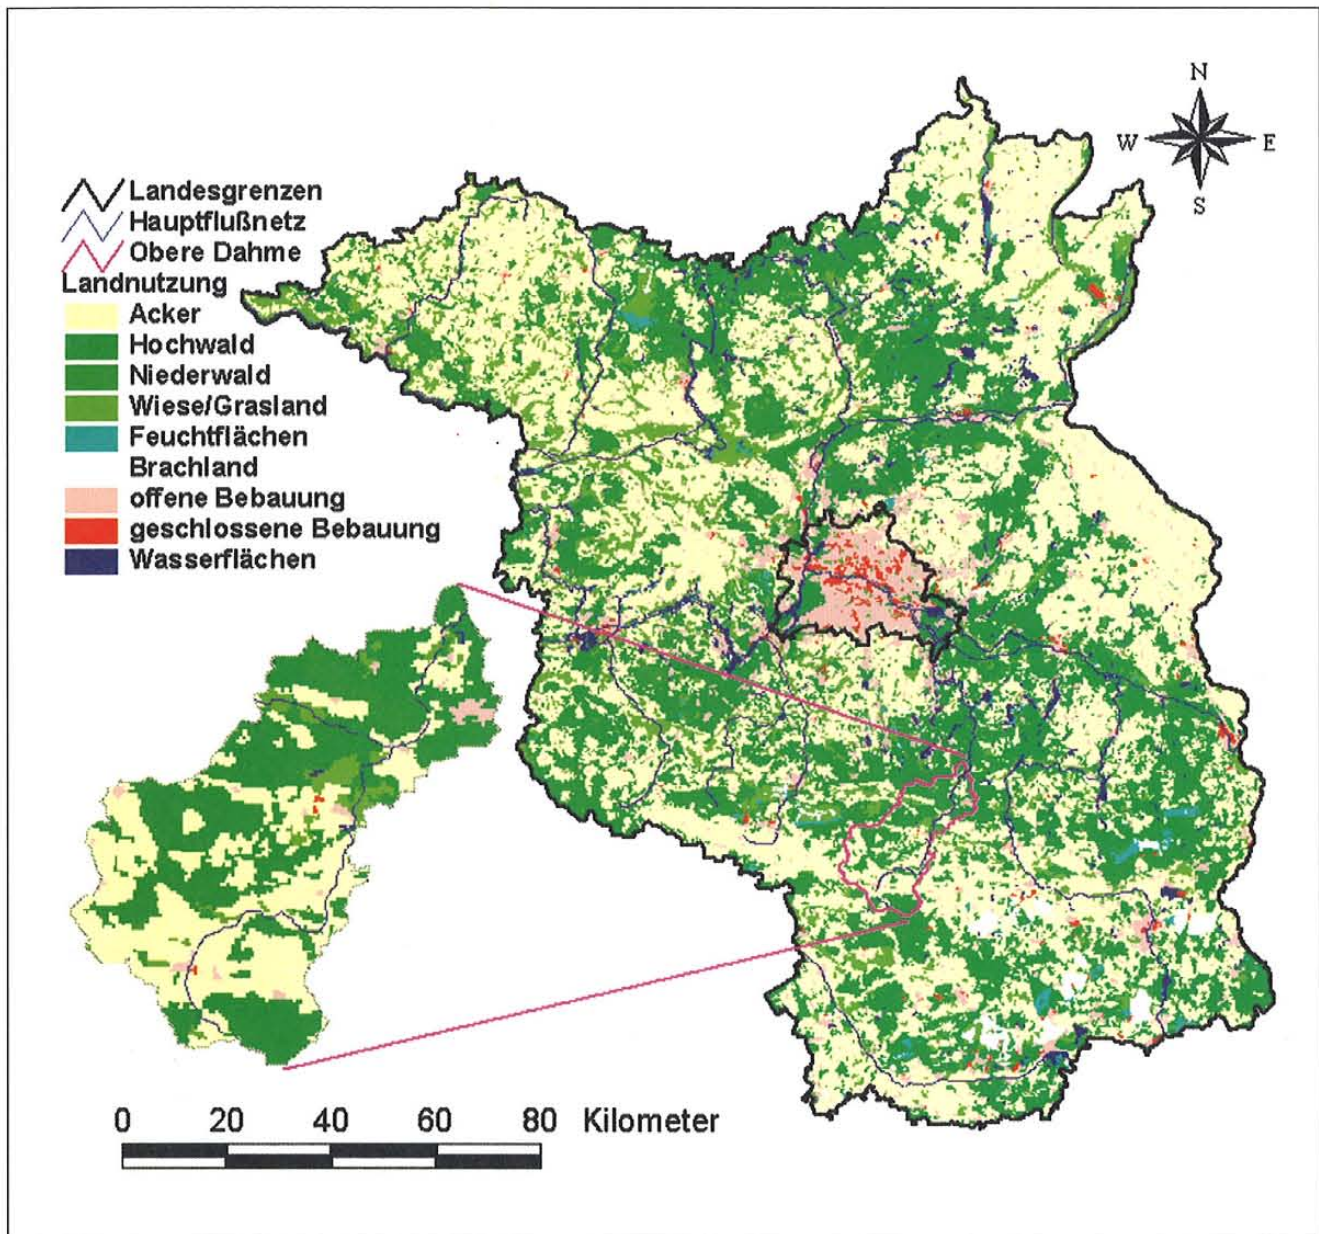 N
W E
S
Landesgrenzen
Hauptflußnetz
Obere Dahme
Landnutzung
Acker
Hochwald
Niederwald
Wiese/Grasland
Feuchtflächen
Brachland
offene Bebauung
geschlossene Bebauung
Wasserflächen
0 20 40 60 80 Kilometer